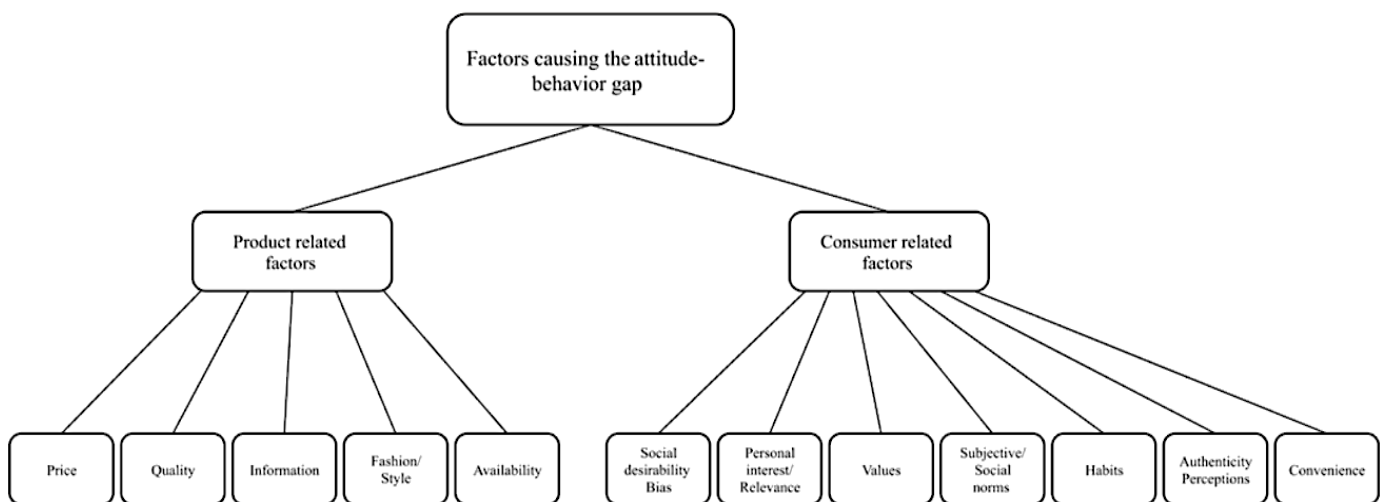 Factors causing the attitude-
behavior gap
Product related
factors
Consumer related
factors
Price
Quality
Information
Fashion/
Style
Availability
Social
desirability
Bias
Personal
interest/
Relevance
Values
Subjective/
Social
norms
Habits
Authenticity
Perceptions
Convenience